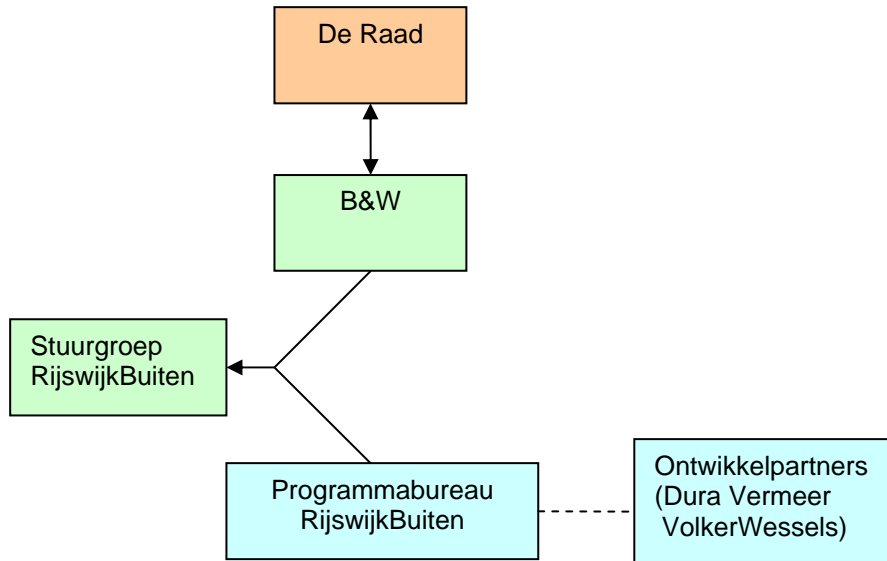 De Raad
B&W
Stuurgroep
RijswijkBuiten
Programmabureau
RijswijkBuiten
Ontwikkelpartners
(Dura Vermeer
VolkerWessels)